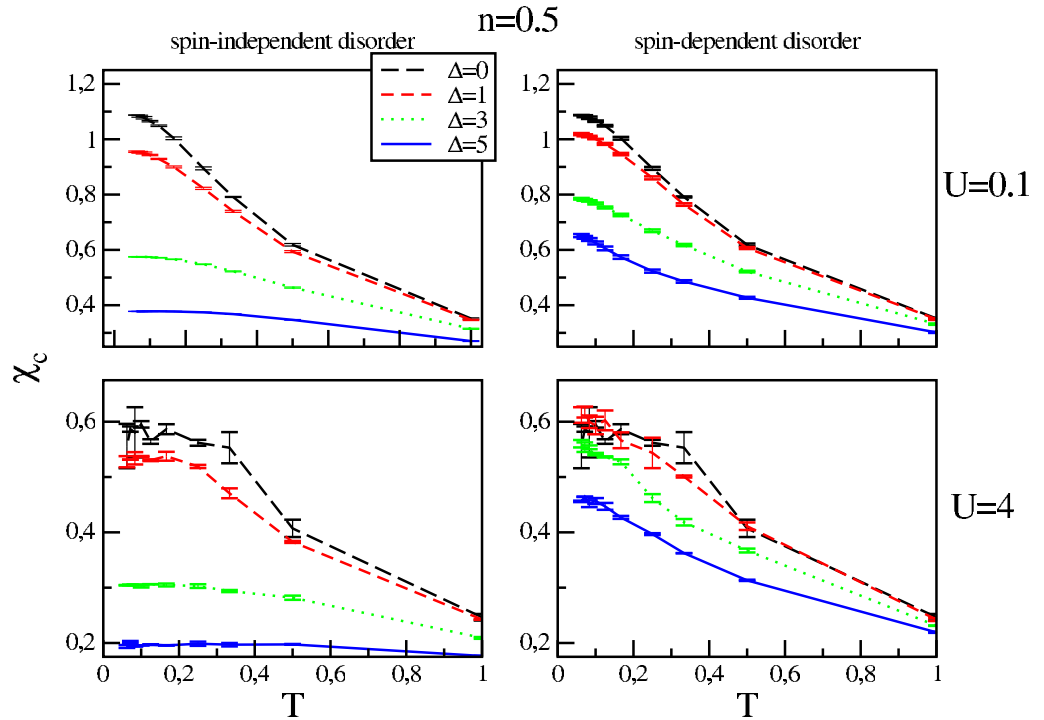 n=0.5
spin-independent disorder
spin-dependent disorder
Δ=0
Δ=1
Δ=3
Δ=5
1,2
1
0,8
0,6
0,4
1,2
1
0,8
0,6
0,4
U=0.1
χc
0,6
0,4
0,2
0,6
0,4
0,2
U=4
0
0,2
0,4
0,6
0,8
1
0
0,2
0,4
0,6
0,8
1
T
T